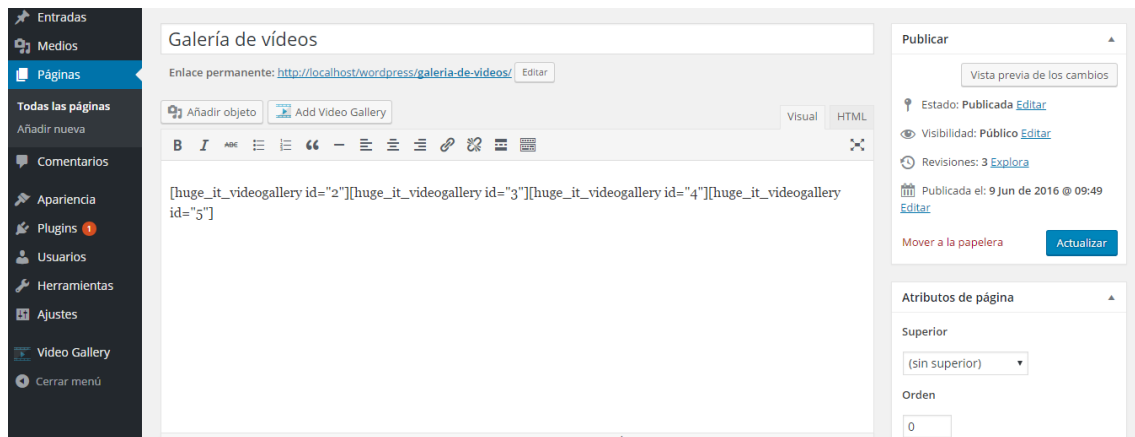 Entradas
Medios
Páginas
Todas las páginas
Añadir nueva
Comentarios
Apariencia
Plugins 1
Usuarios
Herramientas
Ajustes
Video Gallery
Cerrar menú
Galería de vídeos
Enlace permanente: http://localhost/wordpress/galeria-de-videos/ Editar
Añadir objeto Add Video Gallery
Visual HTML
B I ABC
[huge_it_videogallery id="2"][huge_it_videogallery id="3"][huge_it_videogallery id="4"][huge_it_videogallery
id="5"]
Publicar
Vista previa de los cambios
Estado: Publicada Editar
Visibilidad: Público Editar
Revisiones: 3 Explora
Publicada el: 9 Jun de 2016 @ 09:49
Editar
Mover a la papelera Actualizar
Atributos de página
Superior
(sin superior)
Orden
0